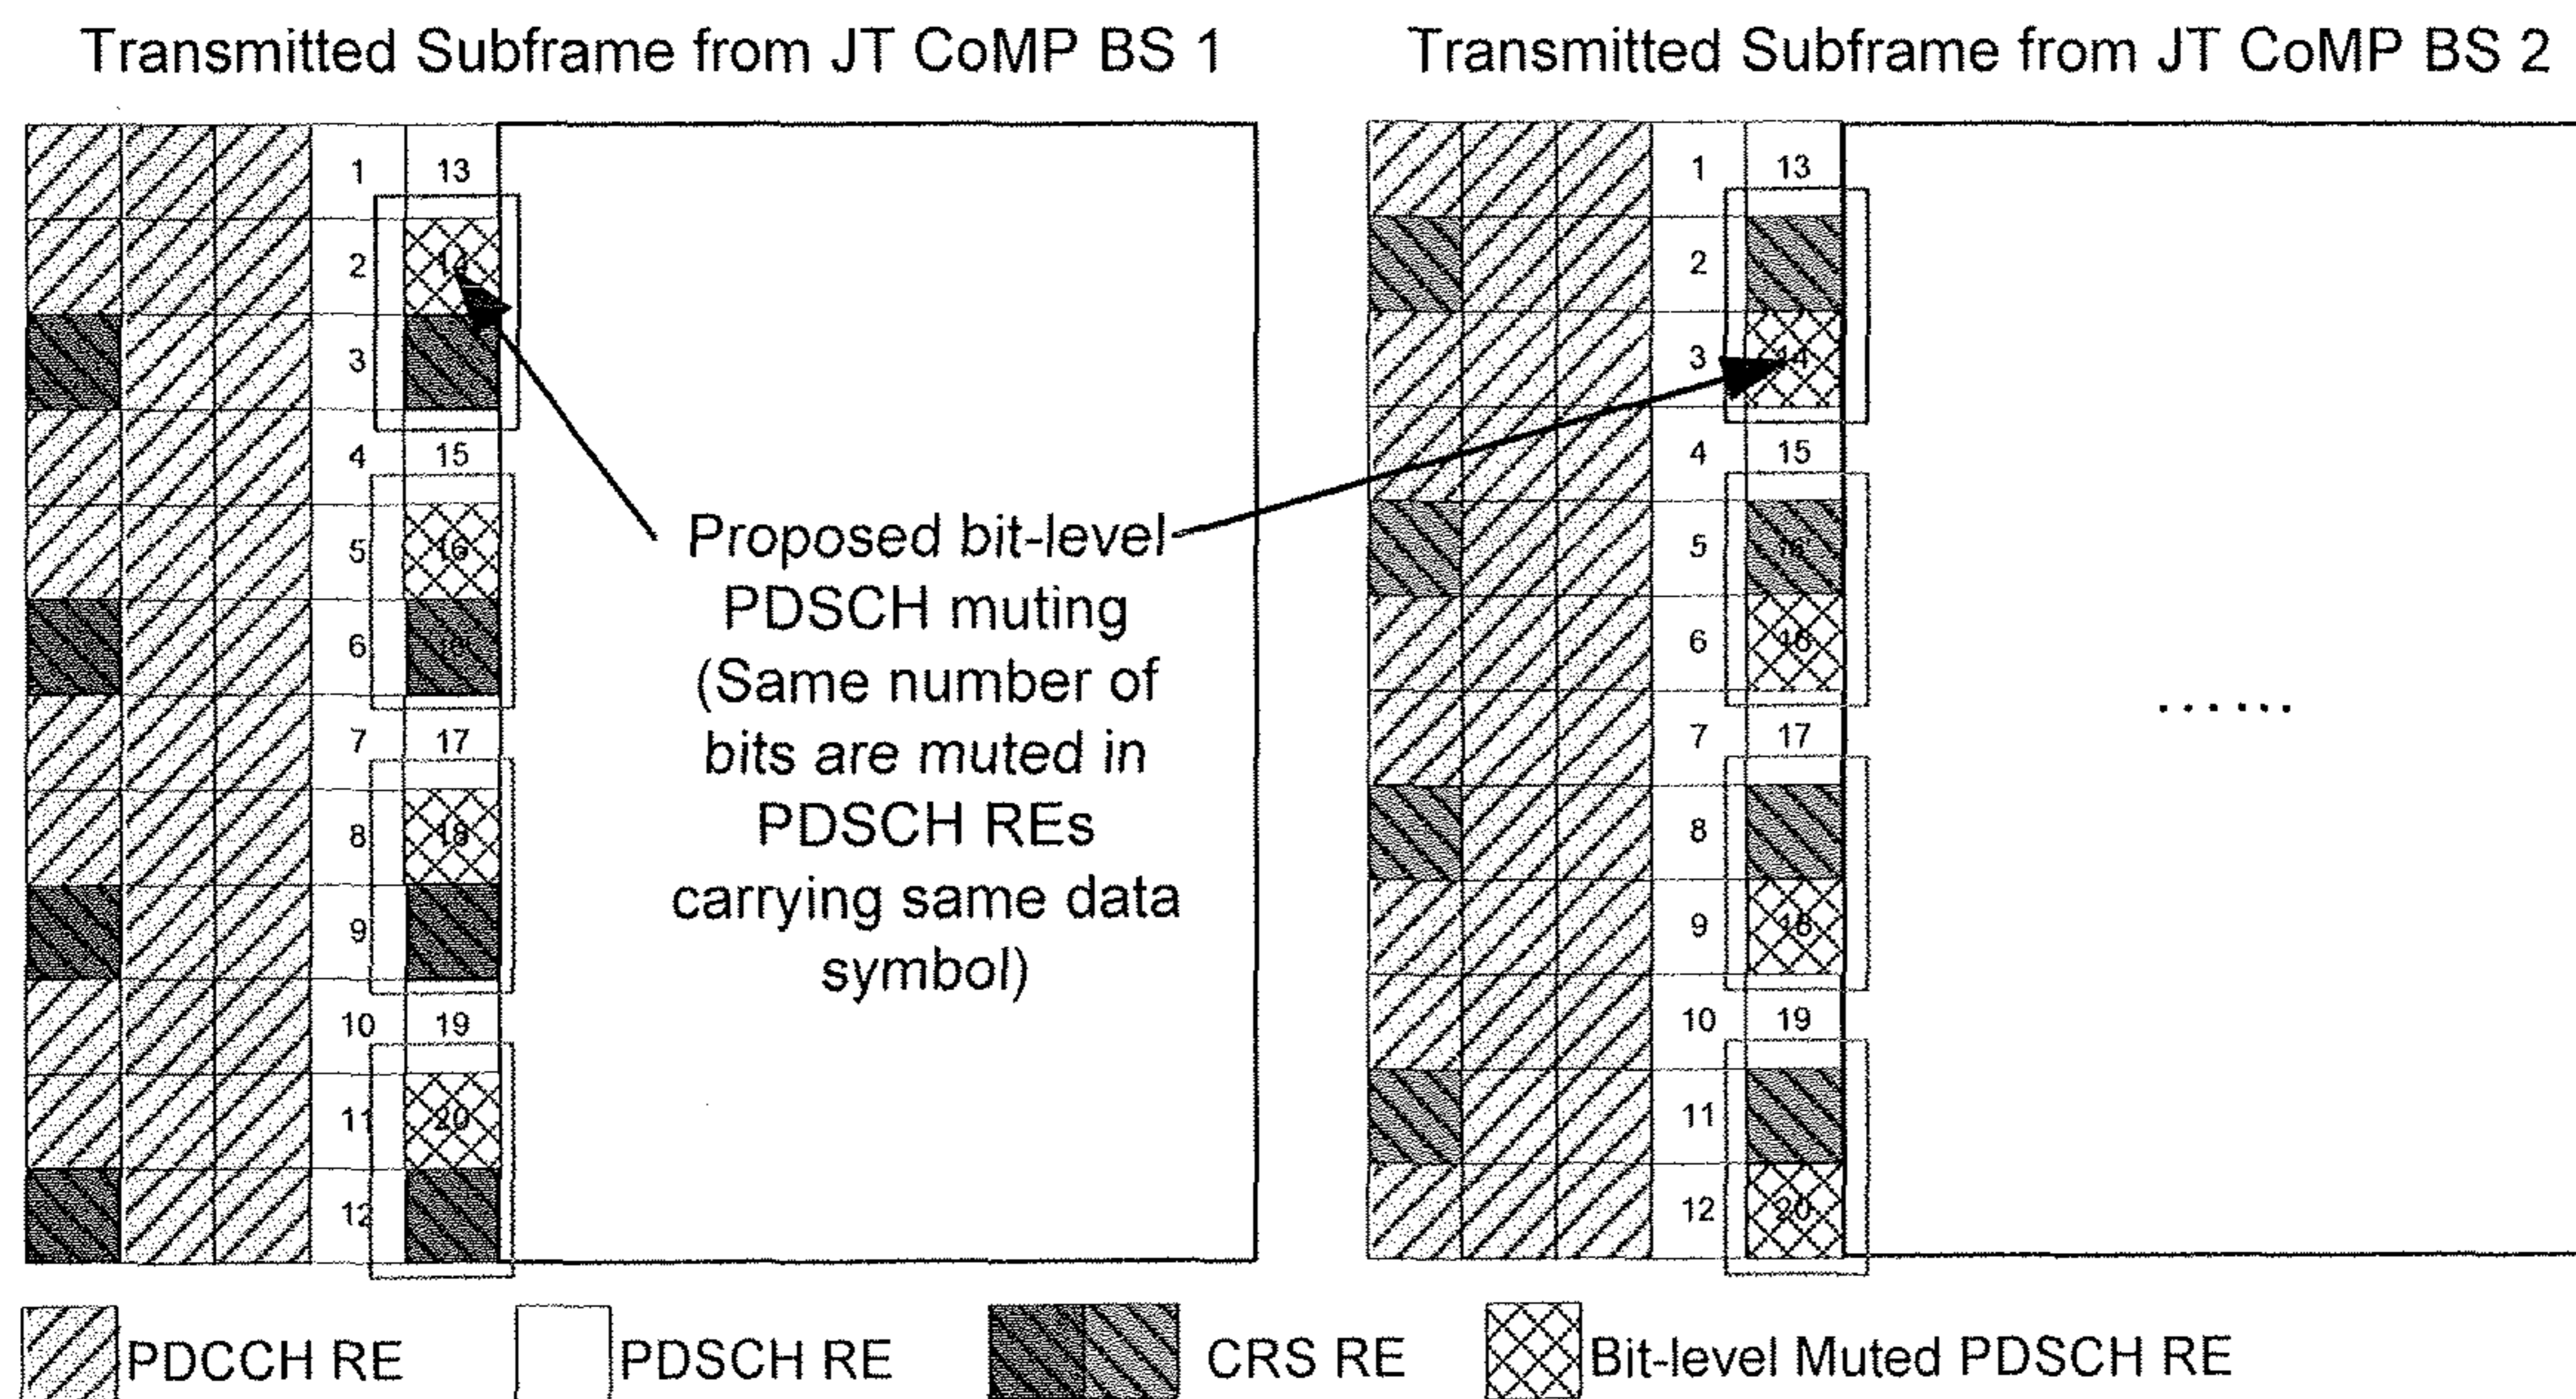 Transmitted Subframe from JT CoMP BS 1
Transmitted Subframe from JT CoMP BS 2
1 13
2
3
4 15
5 16
6
7 17
8 18
9
10 19
11 20
12
1 13
2
3 14
4 15
5
6 16
7 17
8
9 18
10 19
11
12 20
Proposed bit-level
PDSCH muting
(Same number of
bits are muted in
PDSCH REs
carrying same data
symbol)
......
PDCCH RE
PDSCH RE
CRS RE
Bit-level Muted PDSCH RE